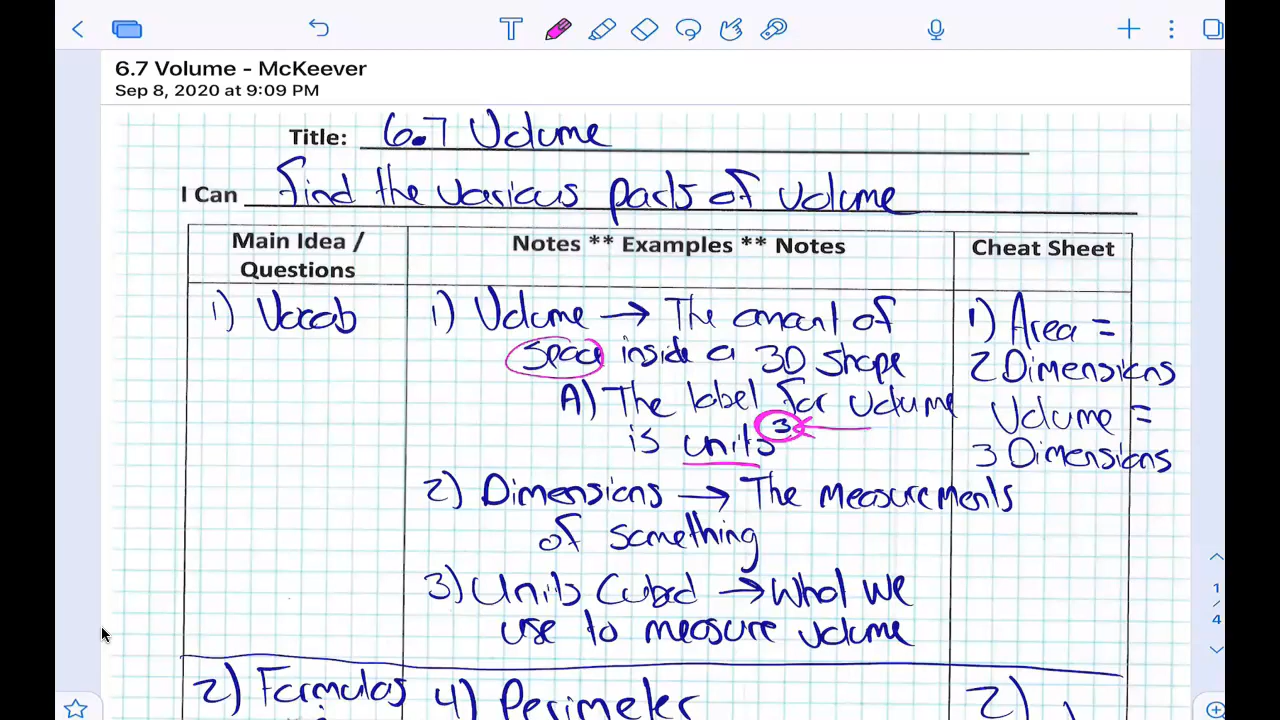 6.7 Volume - McKeever
Sep 8, 2020 at 9:09 PM
Title: 6.7 Volume
I Can find the various parts of volume
Main Idea / Questions
Notes ** Examples ** Notes
Cheat Sheet
1) Vocab
1) Volume → The amount of
space inside a 3D shape
A) The label for volume
is units³
2) Dimensions → The measurements
of something
3) Units Cubed → What we
use to measure volume
1) Area =
2 Dimensions
Volume =
3 Dimensions
2) Formulas
4) Perimeter
2)
1
/
4